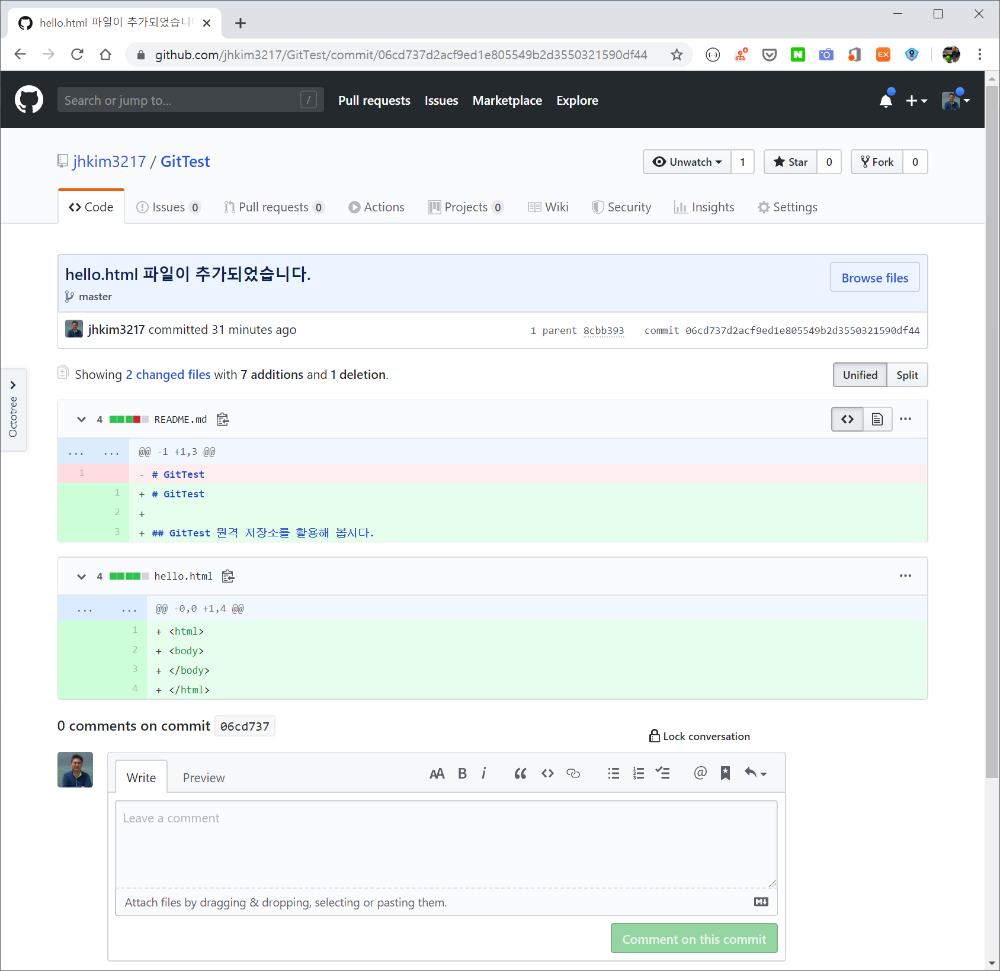 hello.html 파일이 추가되었습니
github.com/jhkim3217/GitTest/commit/06cd737d2acf9ed1e805549b2d3550321590df44
N
EX
Search or jump to...
/
Pull requests
Issues
Marketplace
Explore
jhkim3217 / GitTest
Unwatch 1
Star 0
Fork 0
Code
Issues 0
Pull requests 0
Actions
Projects 0
Wiki
Security
Insights
Settings
hello.html 파일이 추가되었습니다.
Browse files
master
jhkim3217 committed 31 minutes ago
1 parent 8cbb393
commit 06cd737d2acf9ed1e805549b2d3550321590df44
Octotree
Showing 2 changed files with 7 additions and 1 deletion.
Unified
Split
4 README.md
... ... @@ -1 +1,3 @@
1 - # GitTest
1 + # GitTest
2 +
3 + ## GitTest 원격 저장소를 활용해 봅시다.
4 hello.html
... ... @@ -0,0 +1,4 @@
1 + <html>
2 + <body>
3 + </body>
4 + </html>
0 comments on commit 06cd737
Lock conversation
Write
Preview
AA B i
Leave a comment
Attach files by dragging & dropping, selecting or pasting them.
Comment on this commit